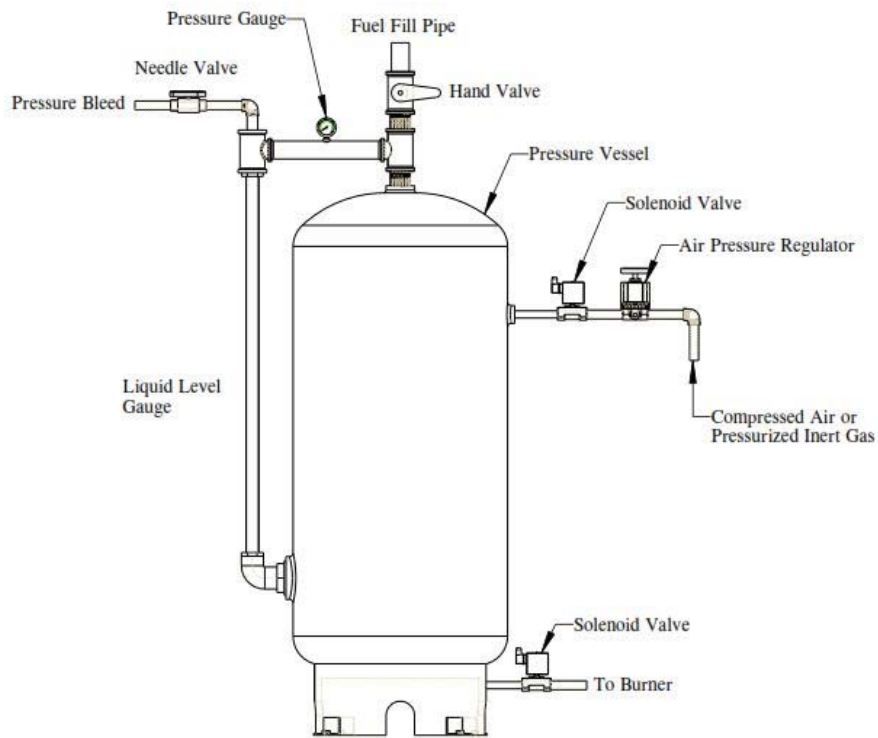 Pressure Gauge
Fuel Fill Pipe
Needle Valve
Pressure Bleed
Hand Valve
Pressure Vessel
Solenoid Valve
Air Pressure Regulator
Liquid Level
Gauge
Compressed Air or
Pressurized Inert Gas
Solenoid Valve
To Burner